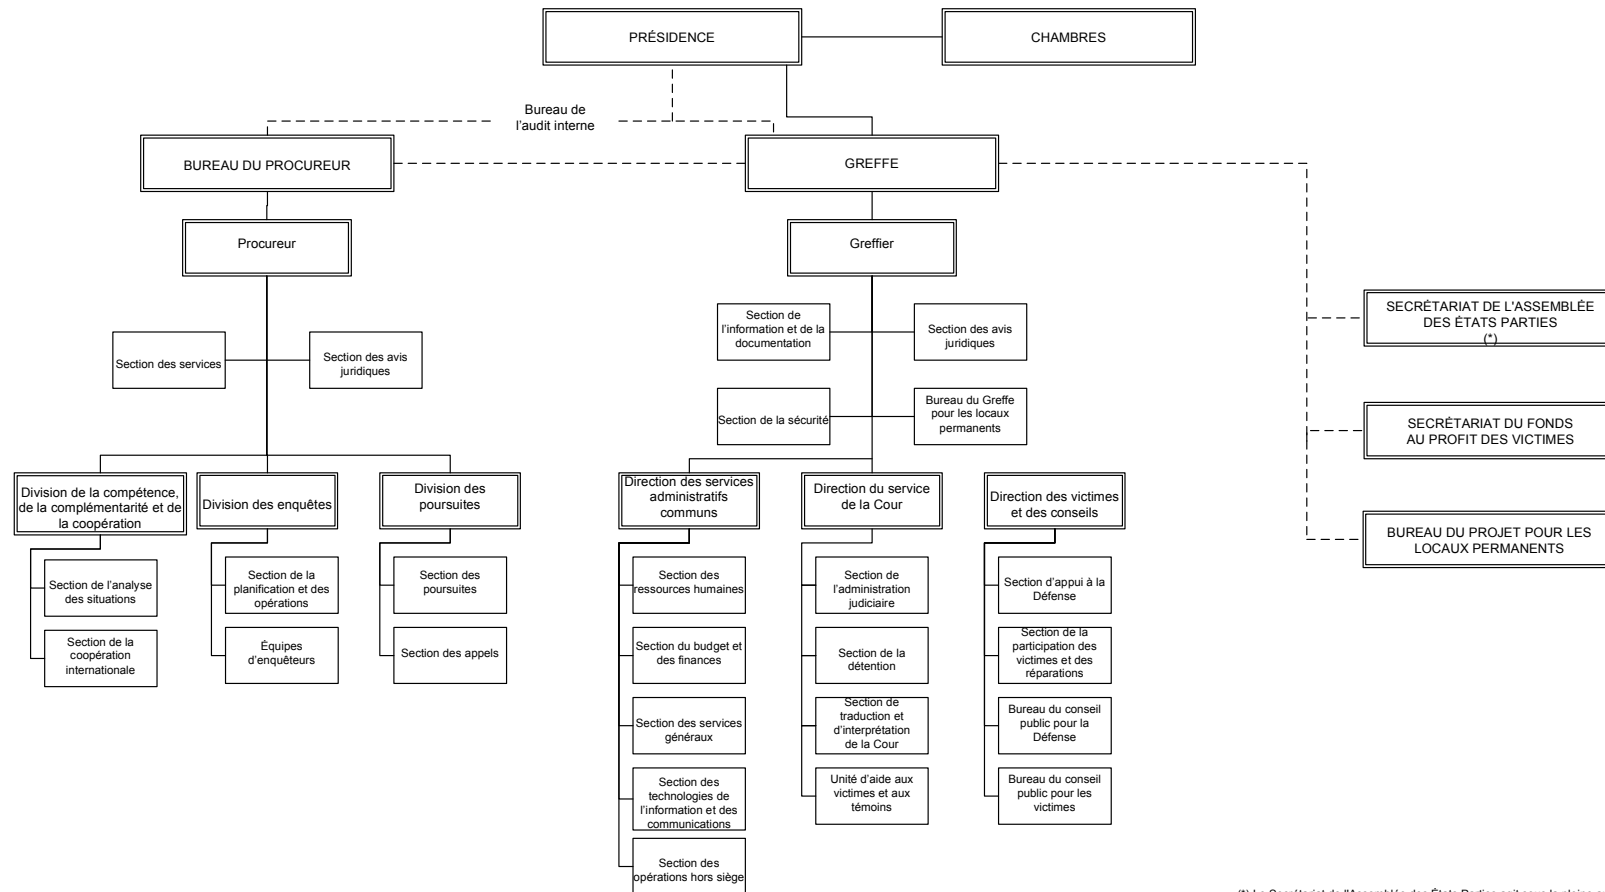 PRÉSIDENCE
CHAMBRES
Bureau de
l'audit interne
BUREAU DU PROCUREUR
GREFFE
Procureur
Greffier
Section des services
Section des avis
juridiques
Section de
l'information et de la
documentation
Section des avis
juridiques
Section de la sécurité
Bureau du Greffe
pour les locaux
permanents
SECRÉTARIAT DE L'ASSEMBLÉE
DES ÉTATS PARTIES
(*)
SECRÉTARIAT DU FONDS
AU PROFIT DES VICTIMES
BUREAU DU PROJET POUR LES
LOCAUX PERMANENTS
Division de la compétence,
de la complémentarité et de
la coopération
Division des enquêtes
Division des
poursuites
Section de l'analyse
des situations
Section de la
coopération
internationale
Section de la
planification et des
opérations
Équipes
d'enquêteurs
Section des
poursuites
Section des appels
Direction des services
administratifs
communs
Direction du service
de la Cour
Direction des victimes
et des conseils
Section des
ressources humaines
Section du budget et
des finances
Section des services
généraux
Section des
technologies de
l'information et des
communications
Section des
opérations hors siège
Section de
l'administration
judiciaire
Section de la
détention
Section de
traduction et
d'interprétation
de la Cour
Unité d'aide aux
victimes et aux
témoins
Section d'appui à la
Défense
Section de la
participation des
victimes et des
réparations
Bureau du conseil
public pour la
Défense
Bureau du conseil
public pour les
victimes